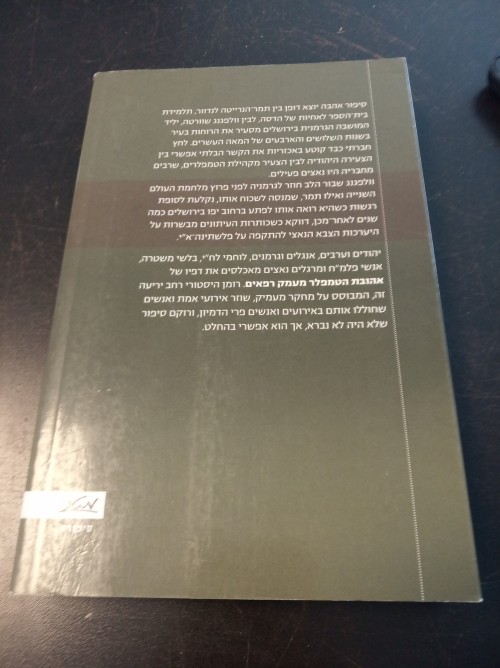 סיפור אהבה יוצא דופן בין תמר־הנרייטה לנדוור, תלמידת
בית־הספר לאחיות של הדסה, לבין וולפגנג שוורטה, יליד
המושבה הגרמנית בירושלים מסעיר את הרוחות בעיר
בשנות השלושים והארבעים של המאה העשרים. לחץ
חברתי כבד קוטע באכזריות את הקשר הבלתי אפשרי בין
הצעירה היהודיה לבין הצעיר מקהילת הטמפלרים, שרבים
מחבריה היו נאצים פעילים.
וולפגנג שבור הלב חוזר לגרמניה לפני פרוץ מלחמת העולם
השנייה ואילו תמר, שמנסה לשכוח אותו, נקלעת לסופת
רגשות כשהיא רואה אותו לפתע ברחוב יפו בירושלים כמה
שנים לאחר־מכן, דווקא כשכותרות העיתונים מבשרות על
היערכות הצבא הנאצי להתקפה על פלשתינה־א"י.
יהודים וערבים, אנגלים וגרמנים, לוחמי לח"י, בלשי משטרה,
אנשי פלמ"ח ומרגלים נאצים מאכלסים את דפיו של
אהובת הטמפלר מעמק רפאים. רומן היסטורי רחב יריעה
זה, המבוסס על מחקר מעמיק, שוזר אירועי אמת ואנשים
שחוללו אותם באירועים ואנשים פרי הדמיון, ורוקם סיפור
שלא היה לא נברא, אך הוא אפשרי בהחלט.